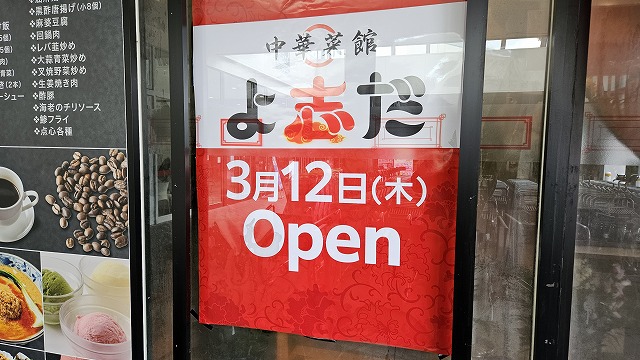 ❖黒酢唐揚げ(小8個)
❖麻婆豆腐
❖回鍋肉
❖レバ韮炒め
❖大蒜青菜炒め
❖叉焼野菜炒め
❖生姜焼き肉
❖酢豚
❖海老のチリソース
❖鯵フライ
❖点心各種
中華菜館
よ志だ
3月12日(木)
Open